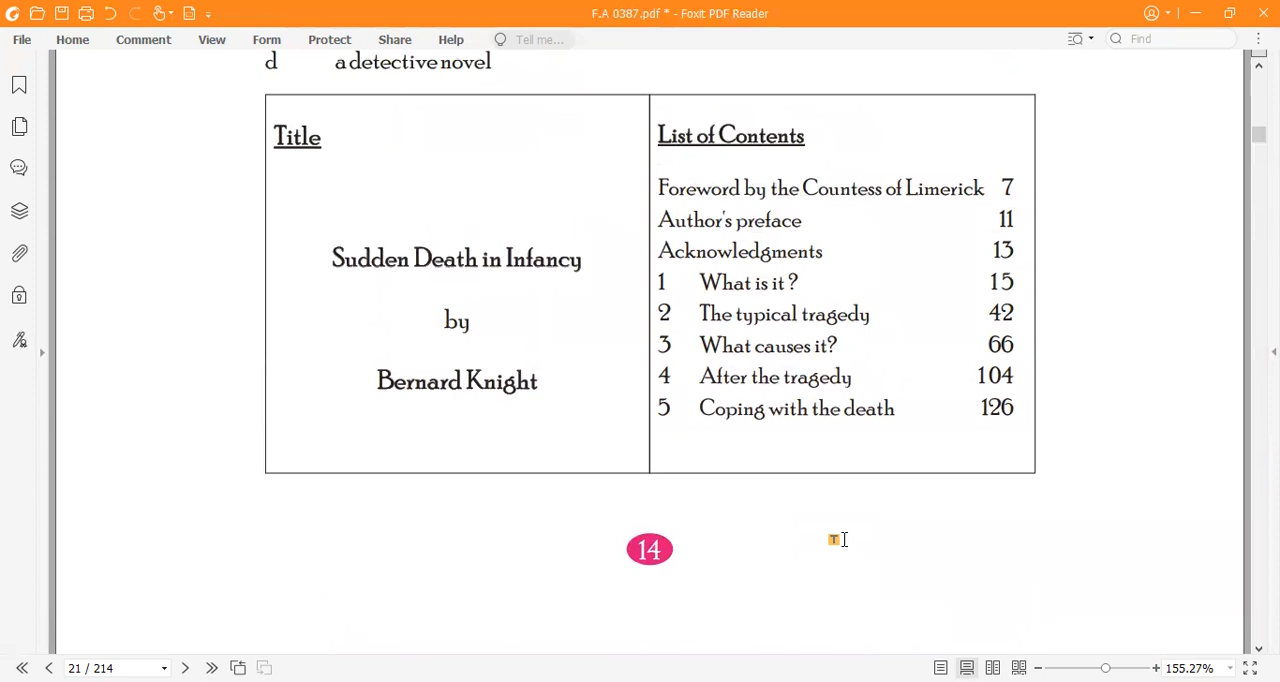 F.A 0387.pdf * - Foxit PDF Reader
File Home Comment View Form Protect Share Help Tell me... Find
d a detective novel
Title
Sudden Death in Infancy
by
Bernard Knight
List of Contents
Foreword by the Countess of Limerick 7
Author's preface 11
Acknowledgments 13
1 What is it ? 15
2 The typical tragedy 42
3 What causes it? 66
4 After the tragedy 104
5 Coping with the death 126
14
T
21 / 214
155.27%